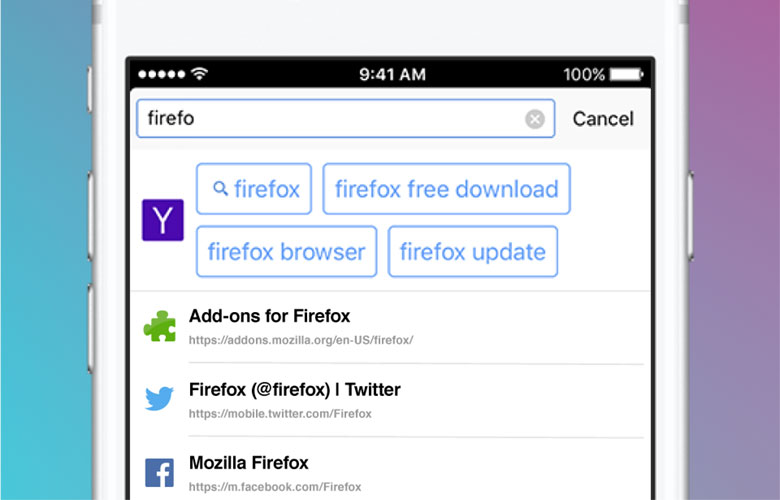 9:41 AM 100%
firefo Cancel
Y firefox firefox free download
firefox browser firefox update
Add-ons for Firefox
https://addons.mozilla.org/en-US/firefox/
Firefox (@firefox) | Twitter
https://mobile.twitter.com/Firefox
f Mozilla Firefox
https://m.facebook.com/Firefox